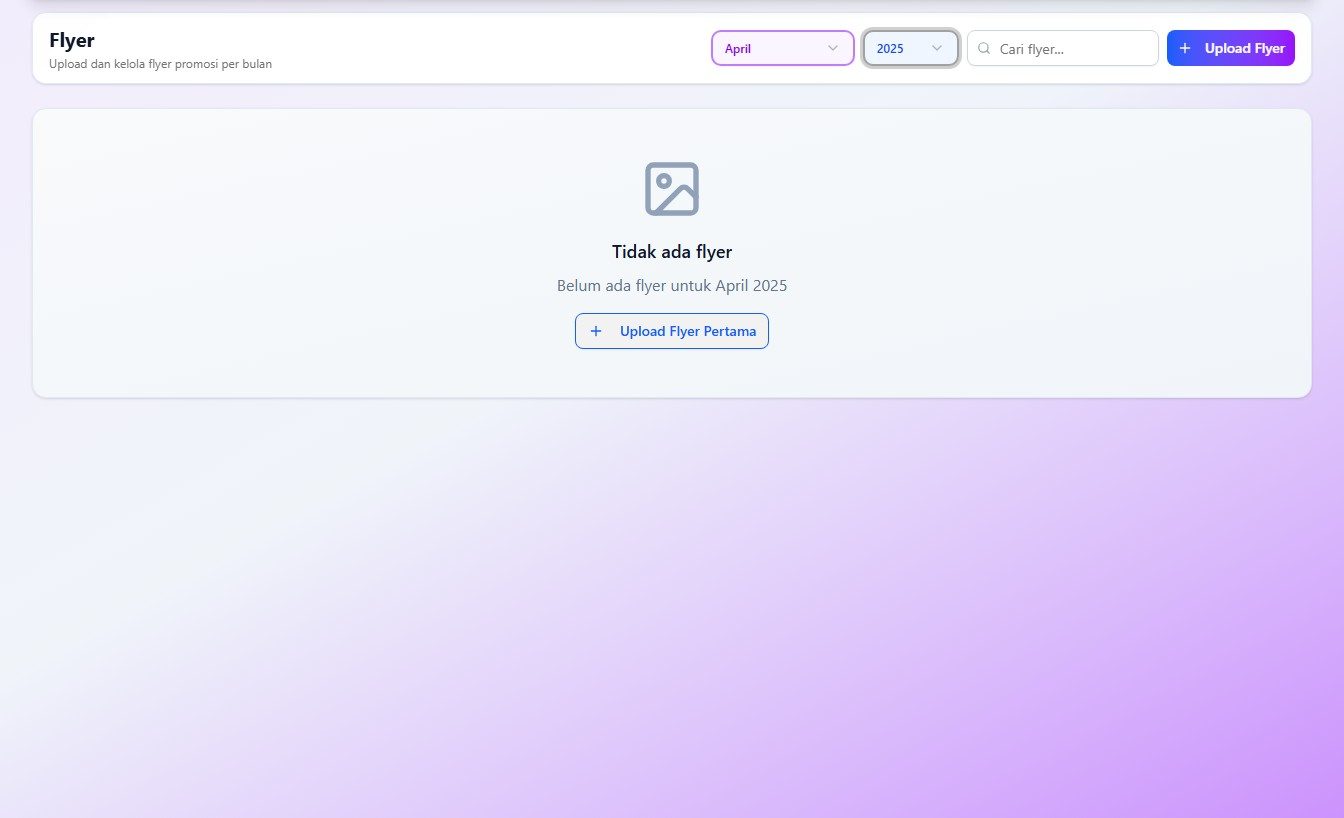 Flyer
Upload dan kelola flyer promosi per bulan
April
2025
Cari flyer...
Upload Flyer
Tidak ada flyer
Belum ada flyer untuk April 2025
Upload Flyer Pertama